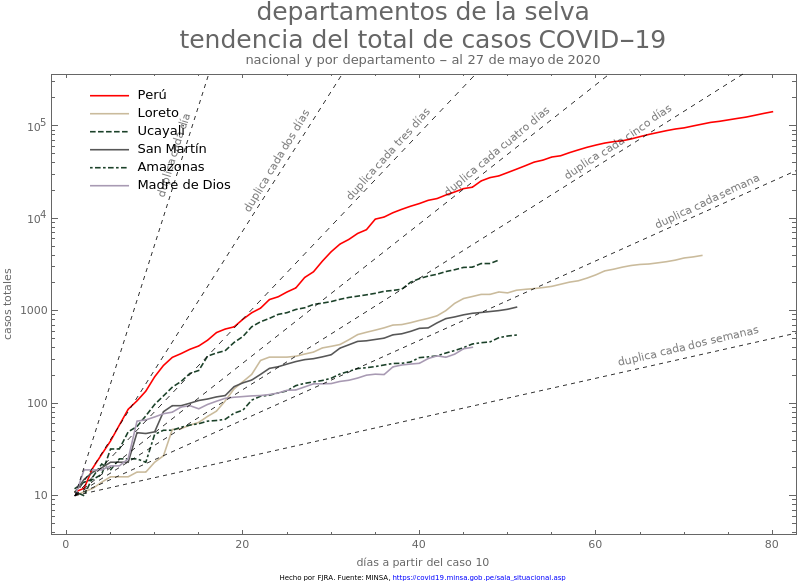 departamentos de la selva
tendencia del total de casos COVID−19
nacional y por departamento − al 27 de mayo de 2020
Perú
Loreto
Ucayali
San Martín
Amazonas
Madre de Dios
duplica cada día
duplica cada dos días
duplica cada tres días
duplica cada cuatro días
duplica cada cinco días
duplica cada semana
duplica cada dos semanas
casos totales
10⁵
10⁴
1000
100
10
0 20 40 60 80
días a partir del caso 10
Hecho por FJRA. Fuente: MINSA, https://covid19.minsa.gob.pe/sala_situacional.asp